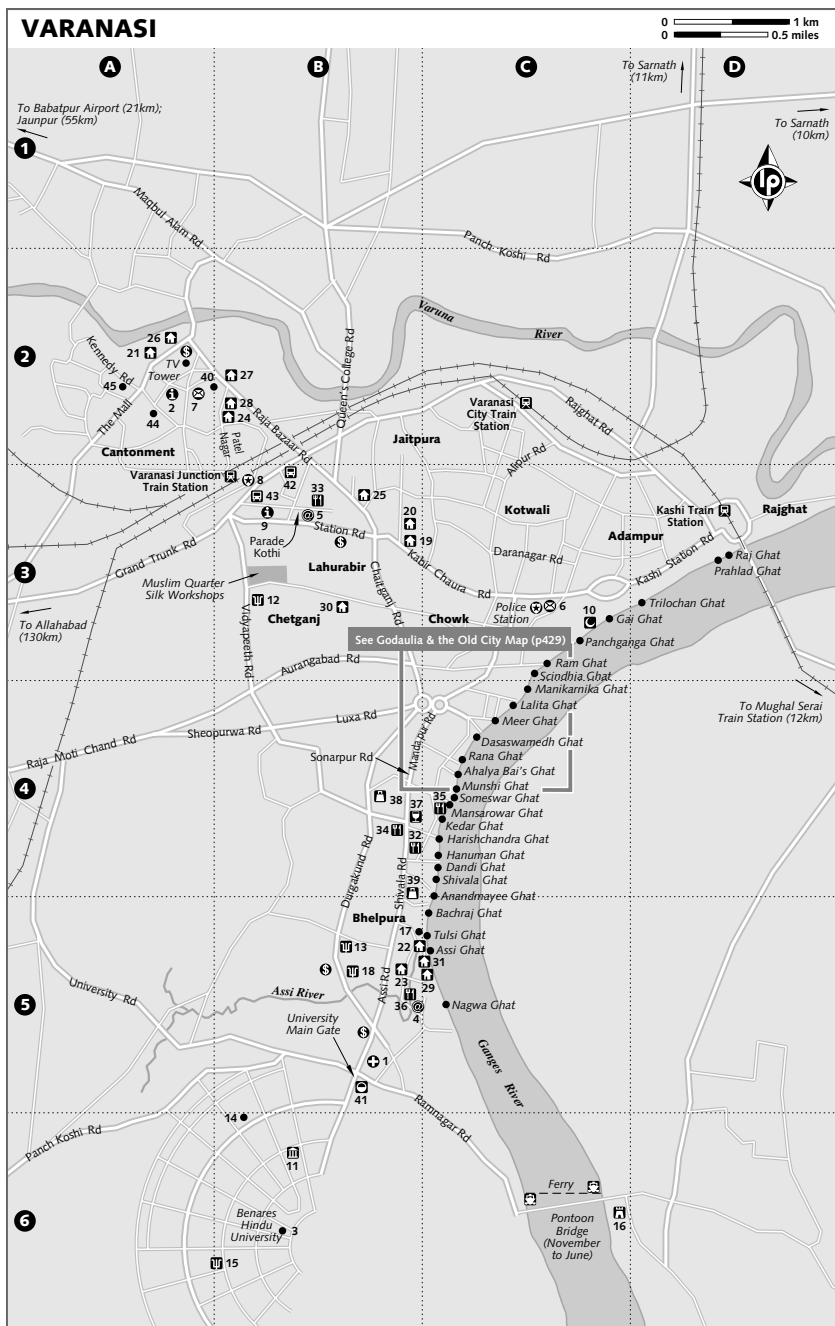 VARANASI
0 1 km
0 0.5 miles
A
B
C
D
To Sarnath
(11km)
To Babatpur Airport (21km);
Jaunpur (55km)
To Sarnath
(10km)
1
lp
Maqbul Alam Rd
Panch Koshi Rd
Varuna
River
2
26
21
Kennedy Rd
$
TV
Tower
40
27
45
2
7
28
24
44
The Mall
Patel
Nagar
Raja Bazaar Rd
Queen's College Rd
Cantonment
Jaitpura
Varanasi
City Train
Station
Rajghat Rd
Alipur Rd
Varanasi Junction
Train Station
8
42
43
33
25
@ 5
9
Parade
Kothi
Station Rd
$
20
19
Kotwali
Adampur
Kashi Train
Station
Rajghat
Grand Trunk Rd
Lahurabir
Daranagar Rd
Kabir Chaura Rd
Kashi Station Rd
Raj Ghat
Prahlad Ghat
3
Muslim Quarter
Silk Workshops
Chaitganj Rd
To Allahabad
(130km)
12
Vidyapeeth Rd
30
Chetganj
Chowk
Police
Station
6
10
Trilochan Ghat
Gai Ghat
Panchganga Ghat
See Godaulia & the Old City Map (p429)
Aurangabad Rd
Ram Ghat
Scindhia Ghat
Manikarnika Ghat
Lalita Ghat
Meer Ghat
To Mughal Serai
Train Station (12km)
Luxa Rd
Sheopurwa Rd
Raja Moti Chand Rd
Madapur Rd
Sonarpur Rd
Dasaswamedh Ghat
Rana Ghat
Ahalya Bai's Ghat
Munshi Ghat
4
38
37
35
Someswar Ghat
Mansarowar Ghat
Kedar Ghat
34
32
Harishchandra Ghat
Hanuman Ghat
Dandi Ghat
Durgakund Rd
Shivala Rd
39
Shivala Ghat
Anandmayee Ghat
Bhelpura
Bachraj Ghat
17
Tulsi Ghat
13
22
Assi Ghat
$
18
31
23
29
5
University Rd
Assi River
Assi Rd
36
@
4
Nagwa Ghat
University
Main Gate
$
1
Ganges
River
41
14
Ramnagar Rd
Panch Koshi Rd
11
Ferry
6
Benares
Hindu
University
3
Pontoon
Bridge
(November
to June)
16
15